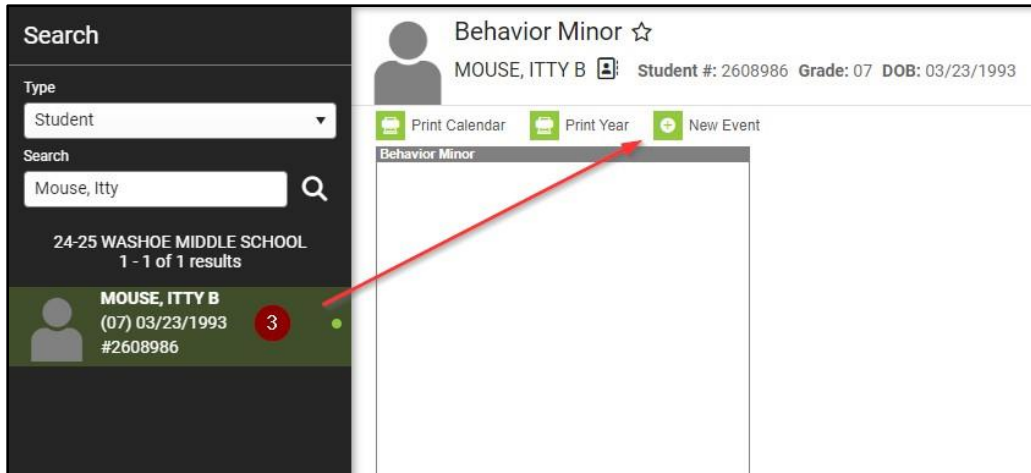 Search
Type
Student
Search
Mouse, Itty
24-25 WASHOE MIDDLE SCHOOL
1 - 1 of 1 results
MOUSE, ITTY B
(07) 03/23/1993
3
#2608986
Behavior Minor
MOUSE, ITTY B Student #: 2608986 Grade: 07 DOB: 03/23/1993
Print Calendar Print Year New Event
Behavior Minor